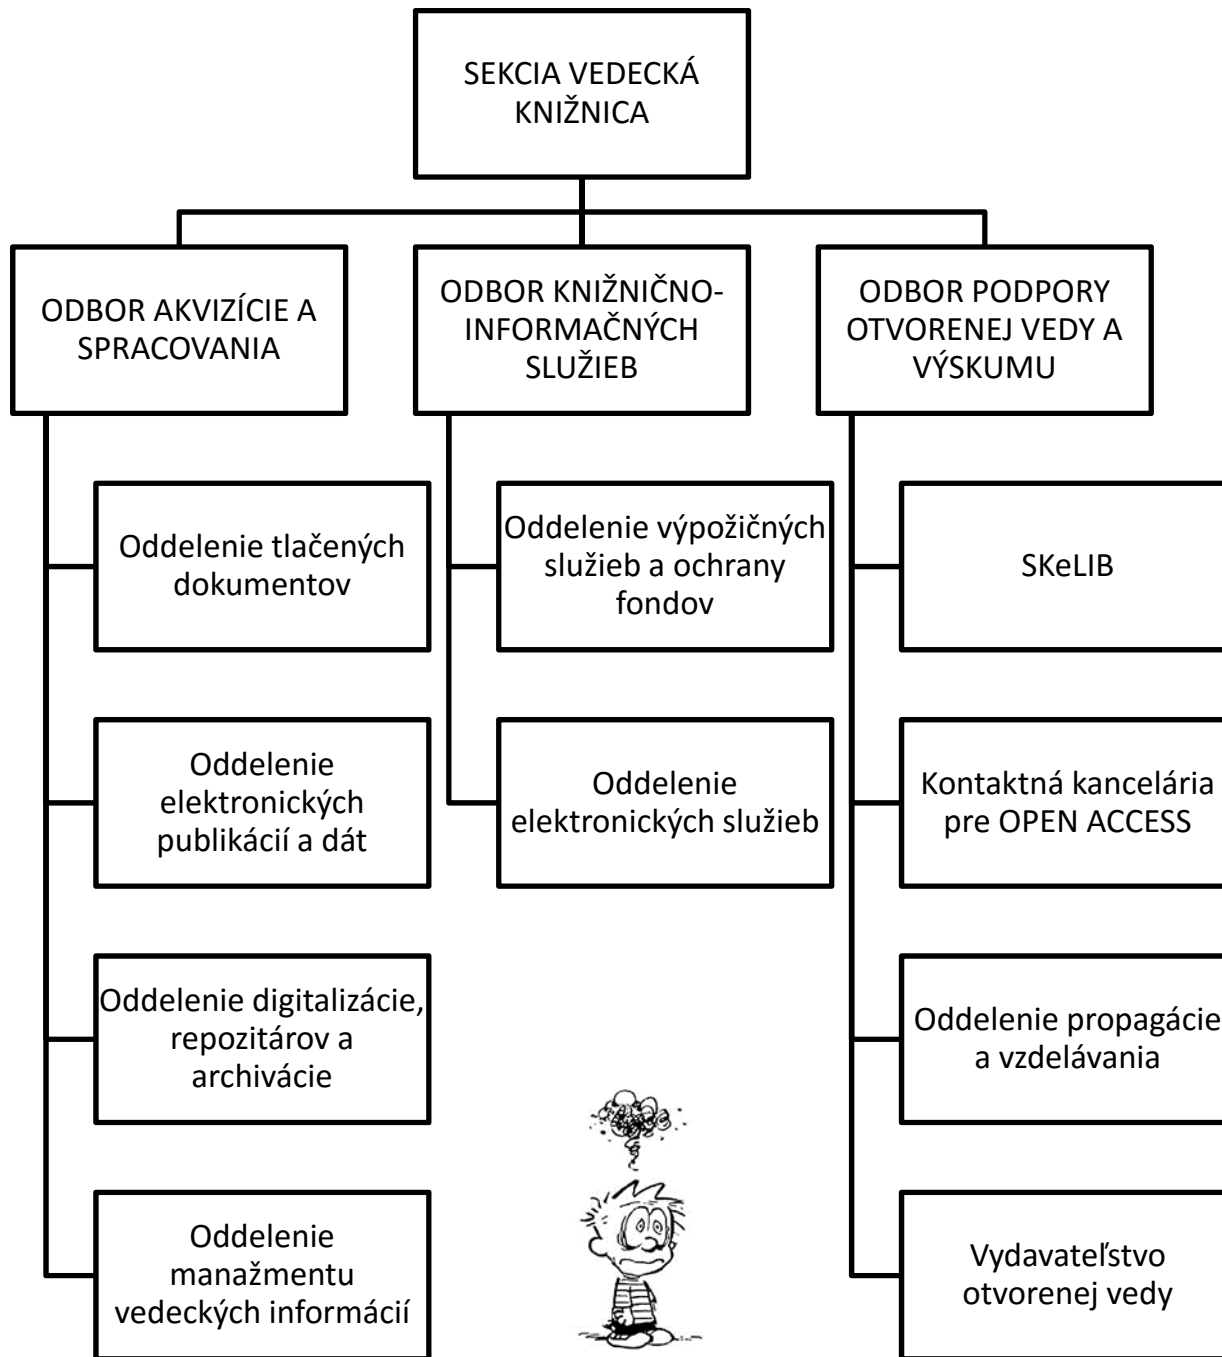 SEKCIA VEDECKÁ
KNIŽNICA
ODBOR AKVIZÍCIE A
SPRACOVANIA
Oddelenie tlačených
dokumentov
Oddelenie
elektronických
publikácií a dát
Oddelenie digitalizácie,
repozitárov a
archivácie
Oddelenie
manažmentu
vedeckých informácií
ODBOR KNIŽNIČNO-
INFORMAČNÝCH
SLUŽIEB
Oddelenie výpožičných
služieb a ochrany
fondov
Oddelenie
elektronických služieb
ODBOR PODPORY
OTVORENEJ VEDY A
VÝSKUMU
SKeLIB
Kontaktná kancelária
pre OPEN ACCESS
Oddelenie propagácie
a vzdelávania
Vydavateľstvo
otvorenej vedy